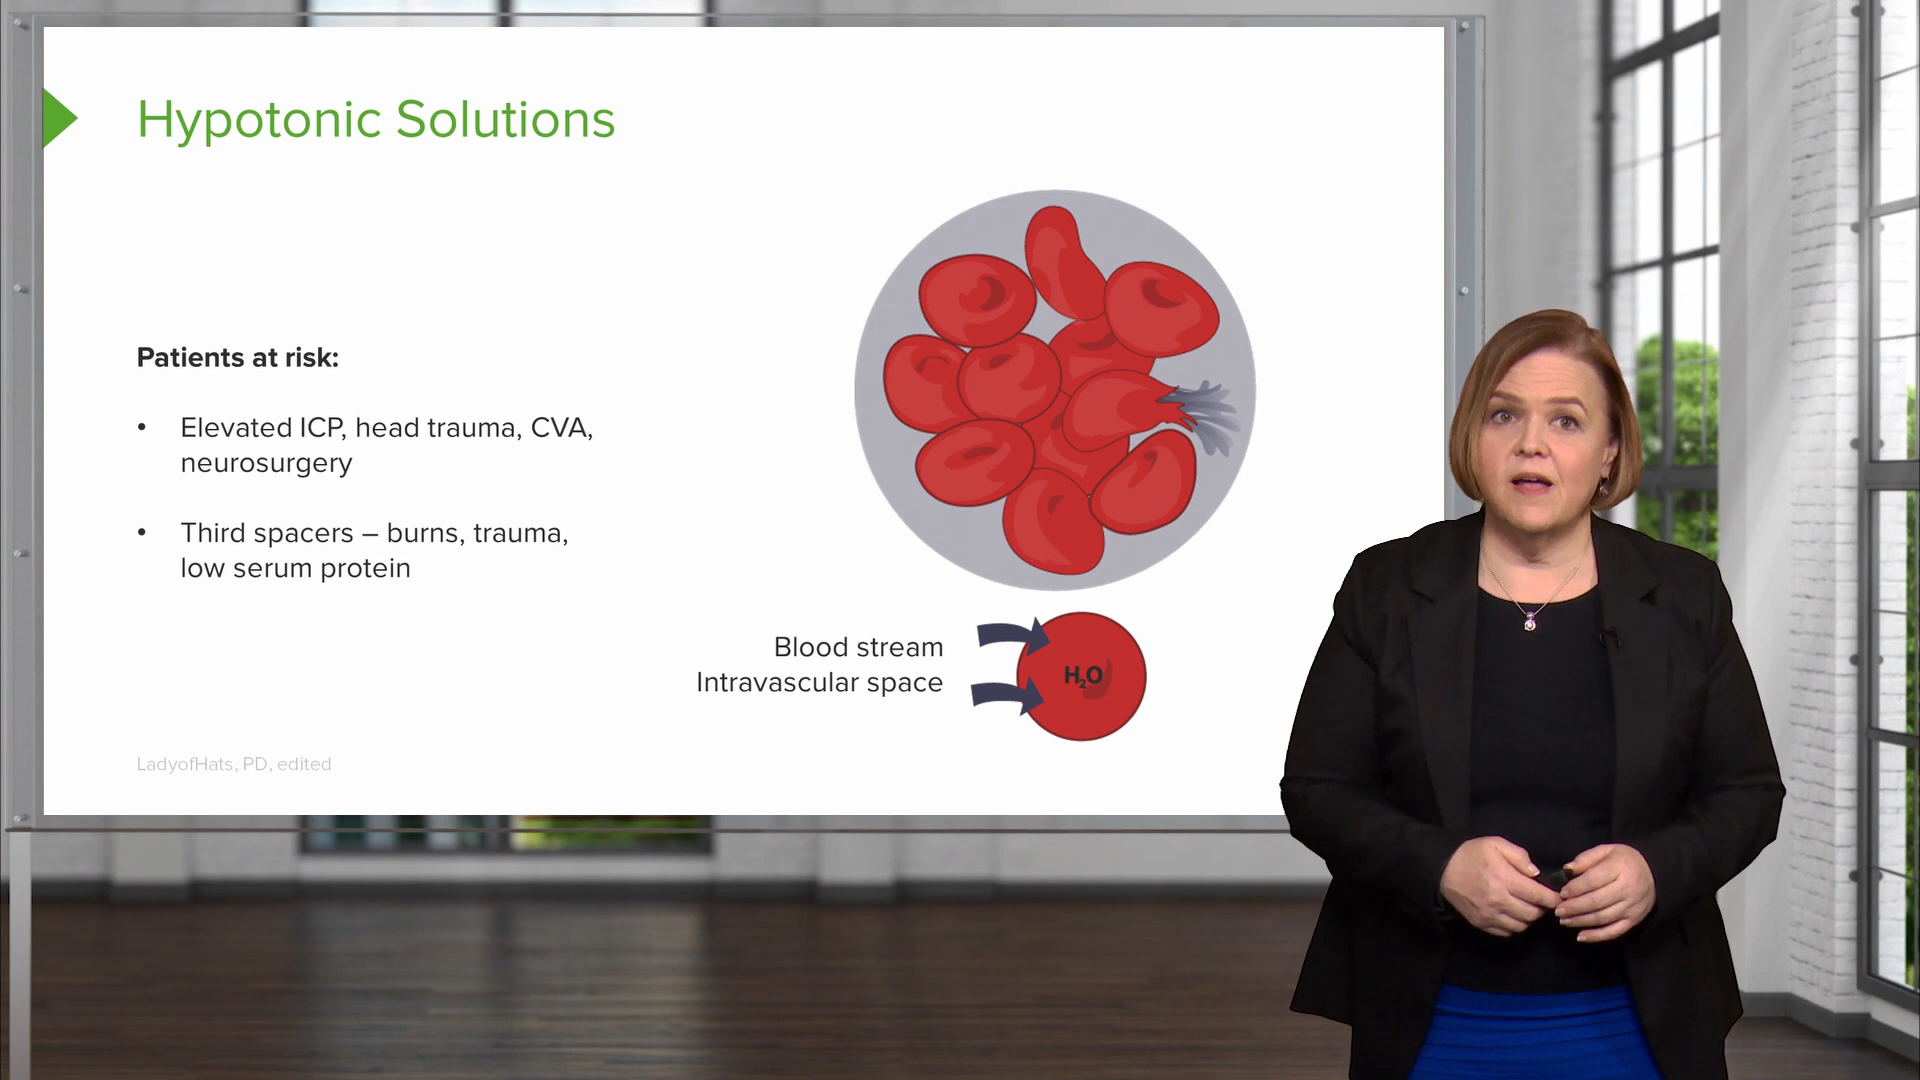 Hypotonic Solutions
Patients at risk:
• Elevated ICP, head trauma, CVA,
neurosurgery
• Third spacers – burns, trauma,
low serum protein
Blood stream
Intravascular space
H₂O
LadyofHats, PD, edited